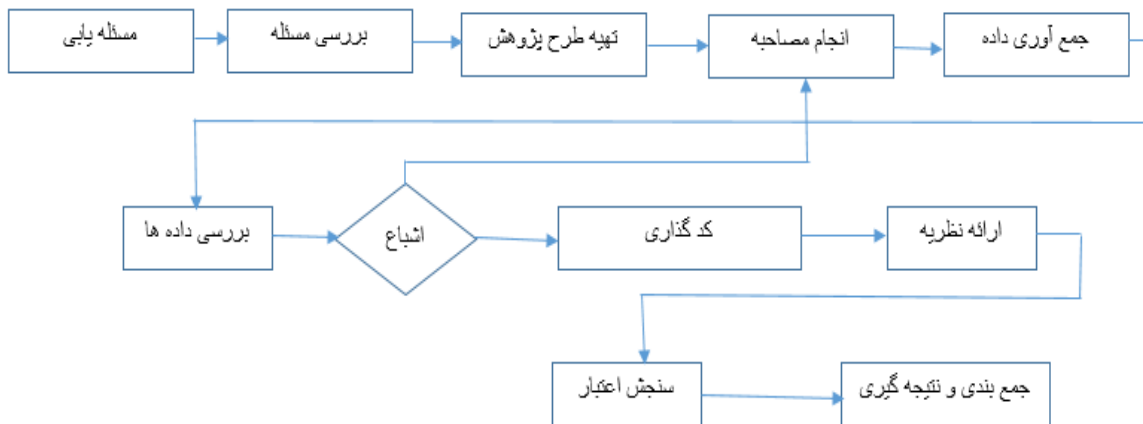 مسئله یابی
بررسی مسئله
تهیه طرح پژوهش
انجام مصاحبه
جمع آوری داده
بررسی داده ها
اشباع
کد گذاری
ارائه نظریه
سنجش اعتبار
جمع بندی و نتیجه گیری